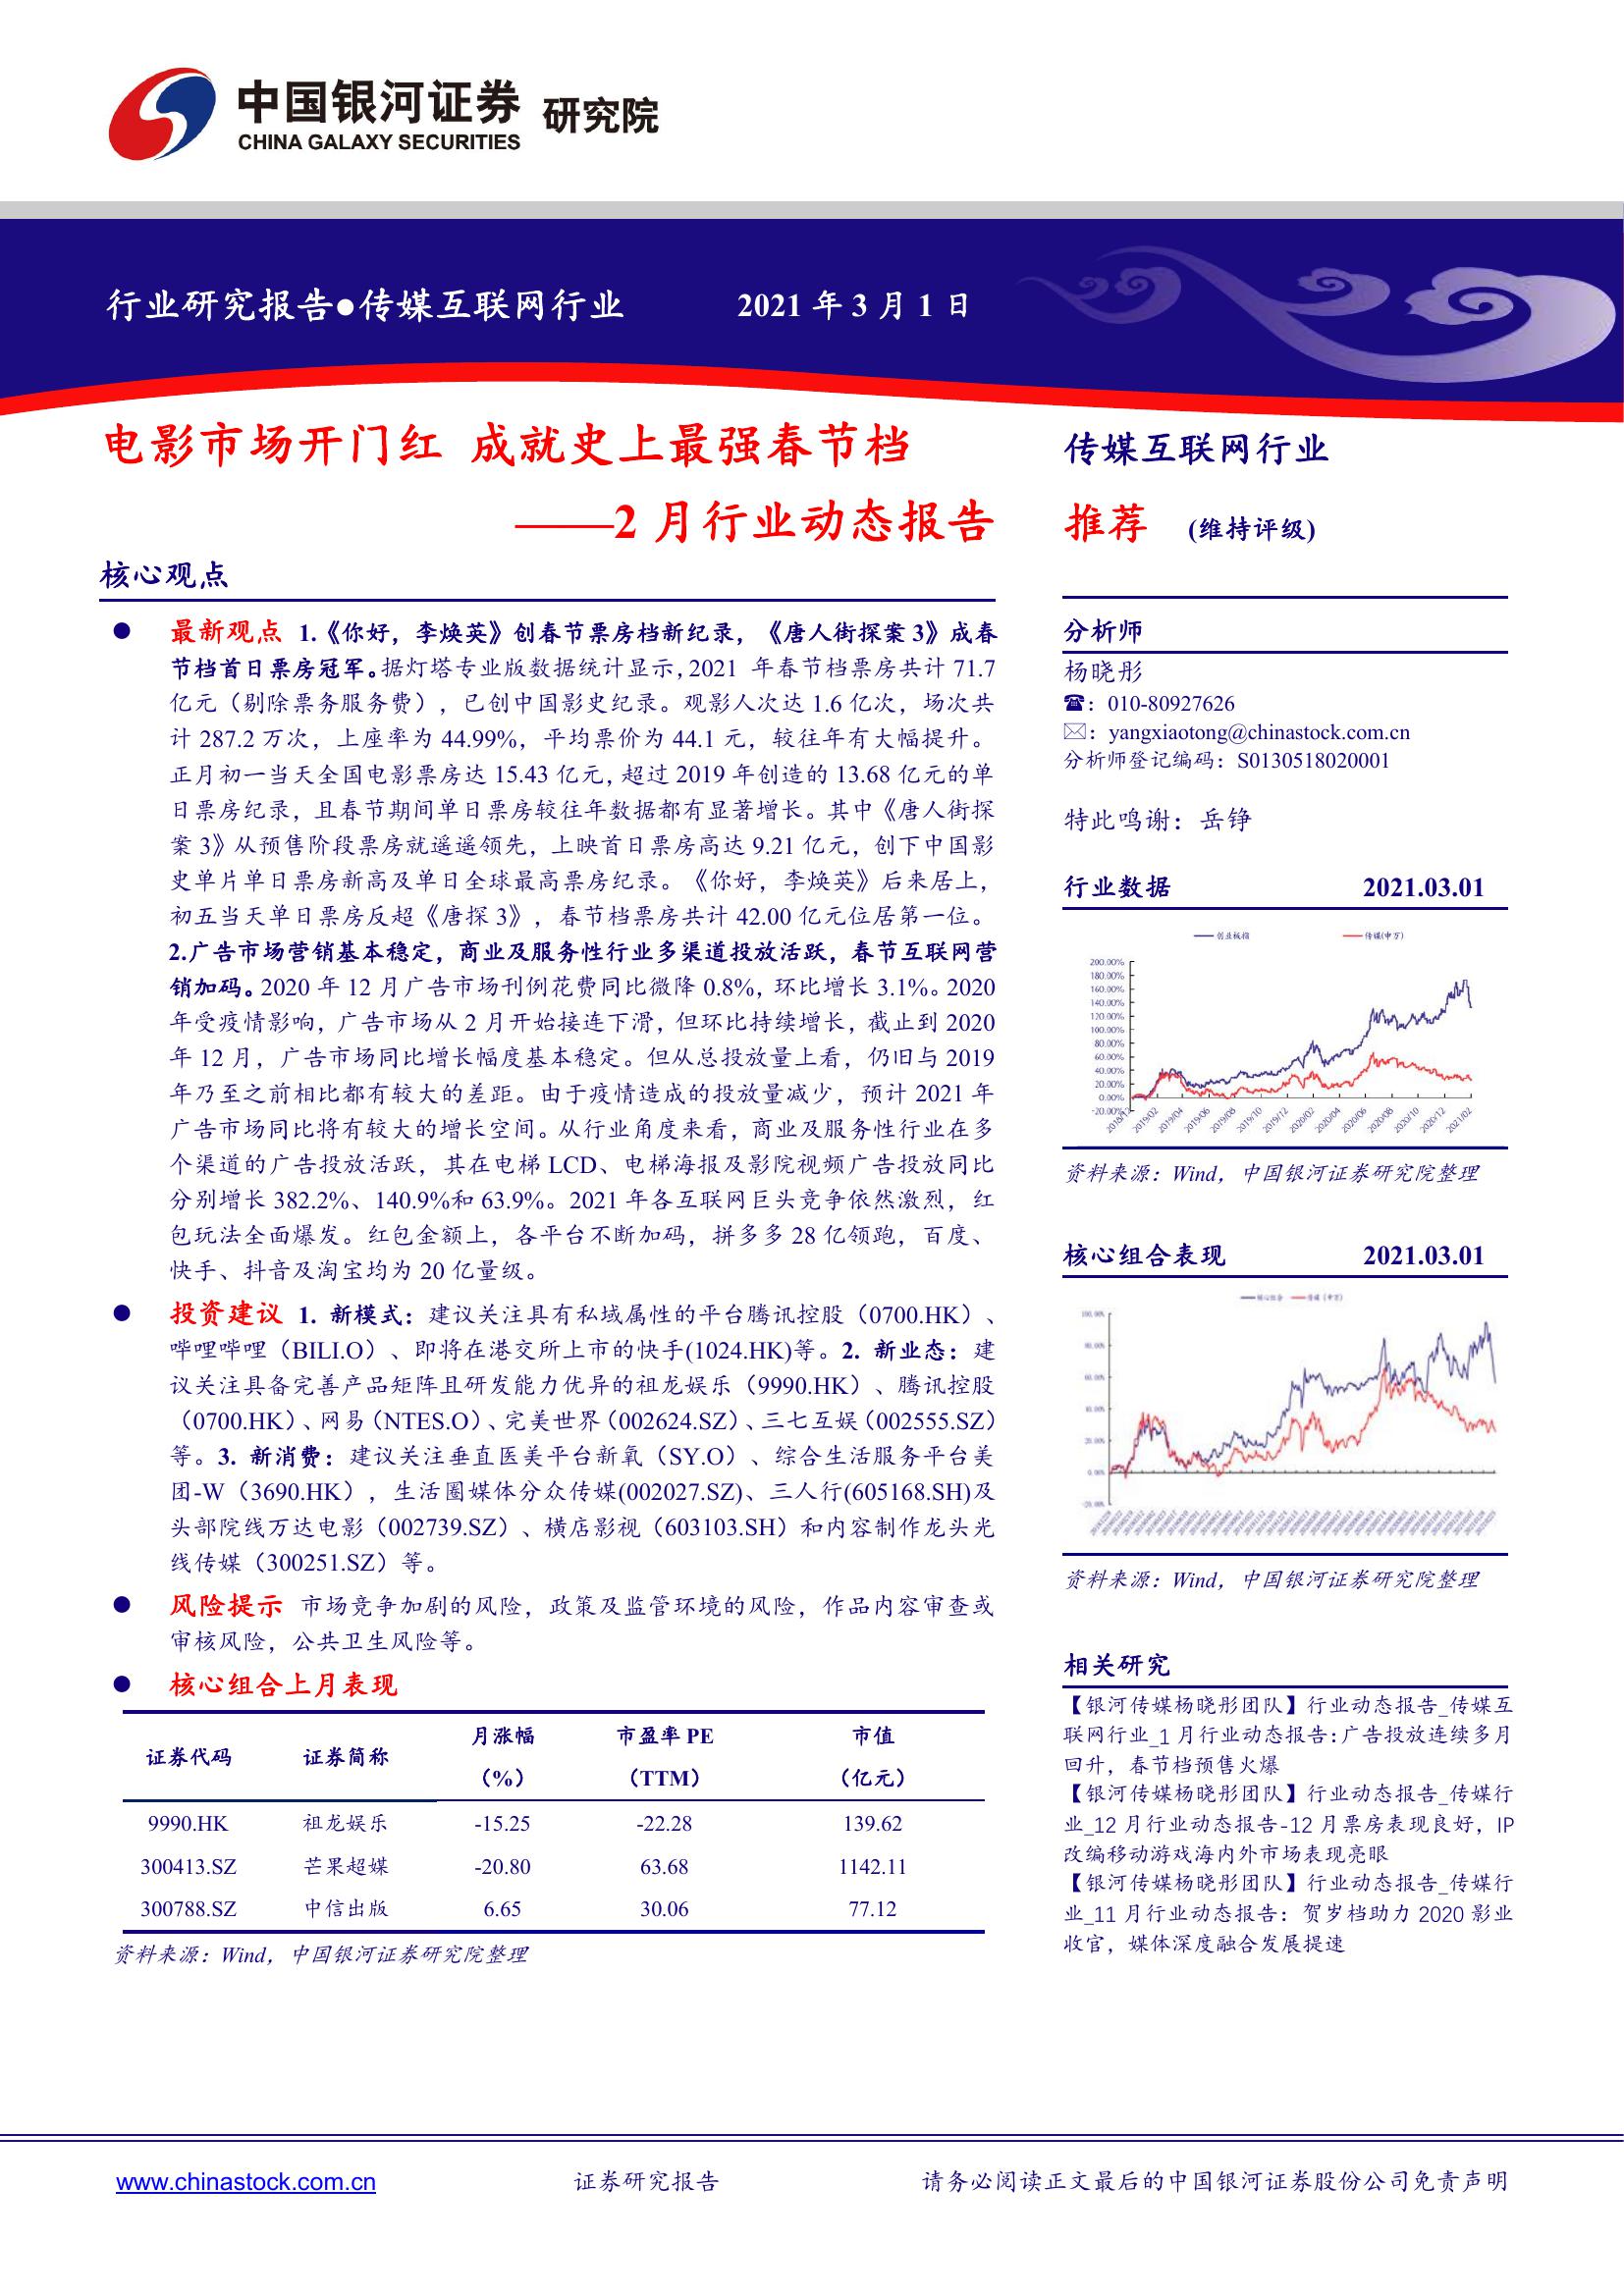 中国银河证券 研究院
CHINA GALAXY SECURITIES
行业研究报告●传媒互联网行业 2021 年 3 月 1 日
电影市场开门红 成就史上最强春节档
——2 月行业动态报告
核心观点
● 最新观点 1.《你好，李焕英》创春节票房档新纪录，《唐人街探案 3》成春
节档首日票房冠军。据灯塔专业版数据统计显示，2021 年春节档票房共计 71.7
亿元（剔除票务服务费），已创中国影史纪录。观影人次达 1.6 亿次，场次共
计 287.2 万次，上座率为 44.99%，平均票价为 44.1 元，较往年有大幅提升。
正月初一当天全国电影票房达 15.43 亿元，超过 2019 年创造的 13.68 亿元的单
日票房纪录，且春节期间单日票房较往年数据都有显著增长。其中《唐人街探
案 3》从预售阶段票房就遥遥领先，上映首日票房高达 9.21 亿元，创下中国影
史单片单日票房新高及单日全球最高票房纪录。《你好，李焕英》后来居上，
初五当天单日票房反超《唐探 3》，春节档票房共计 42.00 亿元位居第一位。
2.广告市场营销基本稳定，商业及服务性行业多渠道投放活跃，春节互联网营
销加码。2020 年 12 月广告市场刊例花费同比微降 0.8%，环比增长 3.1%。2020
年受疫情影响，广告市场从 2 月开始接连下滑，但环比持续增长，截止到 2020
年 12 月，广告市场同比增长幅度基本稳定。但从总投放量上看，仍旧与 2019
年乃至之前相比都有较大的差距。由于疫情造成的投放量减少，预计 2021 年
广告市场同比将有较大的增长空间。从行业角度来看，商业及服务性行业在多
个渠道的广告投放活跃，其在电梯 LCD、电梯海报及影院视频广告投放同比
分别增长 382.2%、140.9%和 63.9%。2021 年各互联网巨头竞争依然激烈，红
包玩法全面爆发。红包金额上，各平台不断加码，拼多多 28 亿领跑，百度、
快手、抖音及淘宝均为 20 亿量级。
● 投资建议 1. 新模式：建议关注具有私域属性的平台腾讯控股（0700.HK）、
哔哩哔哩（BILI.O）、即将在港交所上市的快手(1024.HK)等。2. 新业态：建
议关注具备完善产品矩阵且研发能力优异的祖龙娱乐（9990.HK）、腾讯控股
（0700.HK）、网易（NTES.O）、完美世界（002624.SZ）、三七互娱（002555.SZ）
等。3. 新消费：建议关注垂直医美平台新氧（SY.O）、综合生活服务平台美
团-W（3690.HK），生活圈媒体分众传媒(002027.SZ)、三人行(605168.SH)及
头部院线万达电影（002739.SZ）、横店影视（603103.SH）和内容制作龙头光
线传媒（300251.SZ）等。
● 风险提示 市场竞争加剧的风险，政策及监管环境的风险，作品内容审查或
审核风险，公共卫生风险等。
● 核心组合上月表现
证券代码 证券简称 月涨幅（%） 市盈率 PE（TTM） 市值（亿元）
9990.HK 祖龙娱乐 -15.25 -22.28 139.62
300413.SZ 芒果超媒 -20.80 63.68 1142.11
300788.SZ 中信出版 6.65 30.06 77.12
资料来源：Wind，中国银河证券研究院整理
传媒互联网行业
推荐 (维持评级)
分析师
杨晓彤
☎：010-80927626
✉：yangxiaotong@chinastock.com.cn
分析师登记编码：S0130518020001
特此鸣谢：岳铮
行业数据 2021.03.01
创业板指 传媒(申万)
200.00%
180.00%
160.00%
140.00%
120.00%
100.00%
80.00%
60.00%
40.00%
20.00%
0.00%
-20.00%
2018/12 2019/02 2019/04 2019/06 2019/08 2019/10 2019/12 2020/02 2020/04 2020/06 2020/08 2020/10 2020/12 2021/02
资料来源：Wind，中国银河证券研究院整理
核心组合表现 2021.03.01
核心组合 传媒（申万）
100.00%
80.00%
60.00%
40.00%
20.00%
0.00%
-20.00%
资料来源：Wind，中国银河证券研究院整理
相关研究
【银河传媒杨晓彤团队】行业动态报告_传媒互
联网行业_1 月行业动态报告:广告投放连续多月
回升，春节档预售火爆
【银河传媒杨晓彤团队】行业动态报告_传媒行
业_12 月行业动态报告-12 月票房表现良好，IP
改编移动游戏海内外市场表现亮眼
【银河传媒杨晓彤团队】行业动态报告_传媒行
业_11 月行业动态报告：贺岁档助力 2020 影业
收官，媒体深度融合发展提速
www.chinastock.com.cn 证券研究报告 请务必阅读正文最后的中国银河证券股份公司免责声明